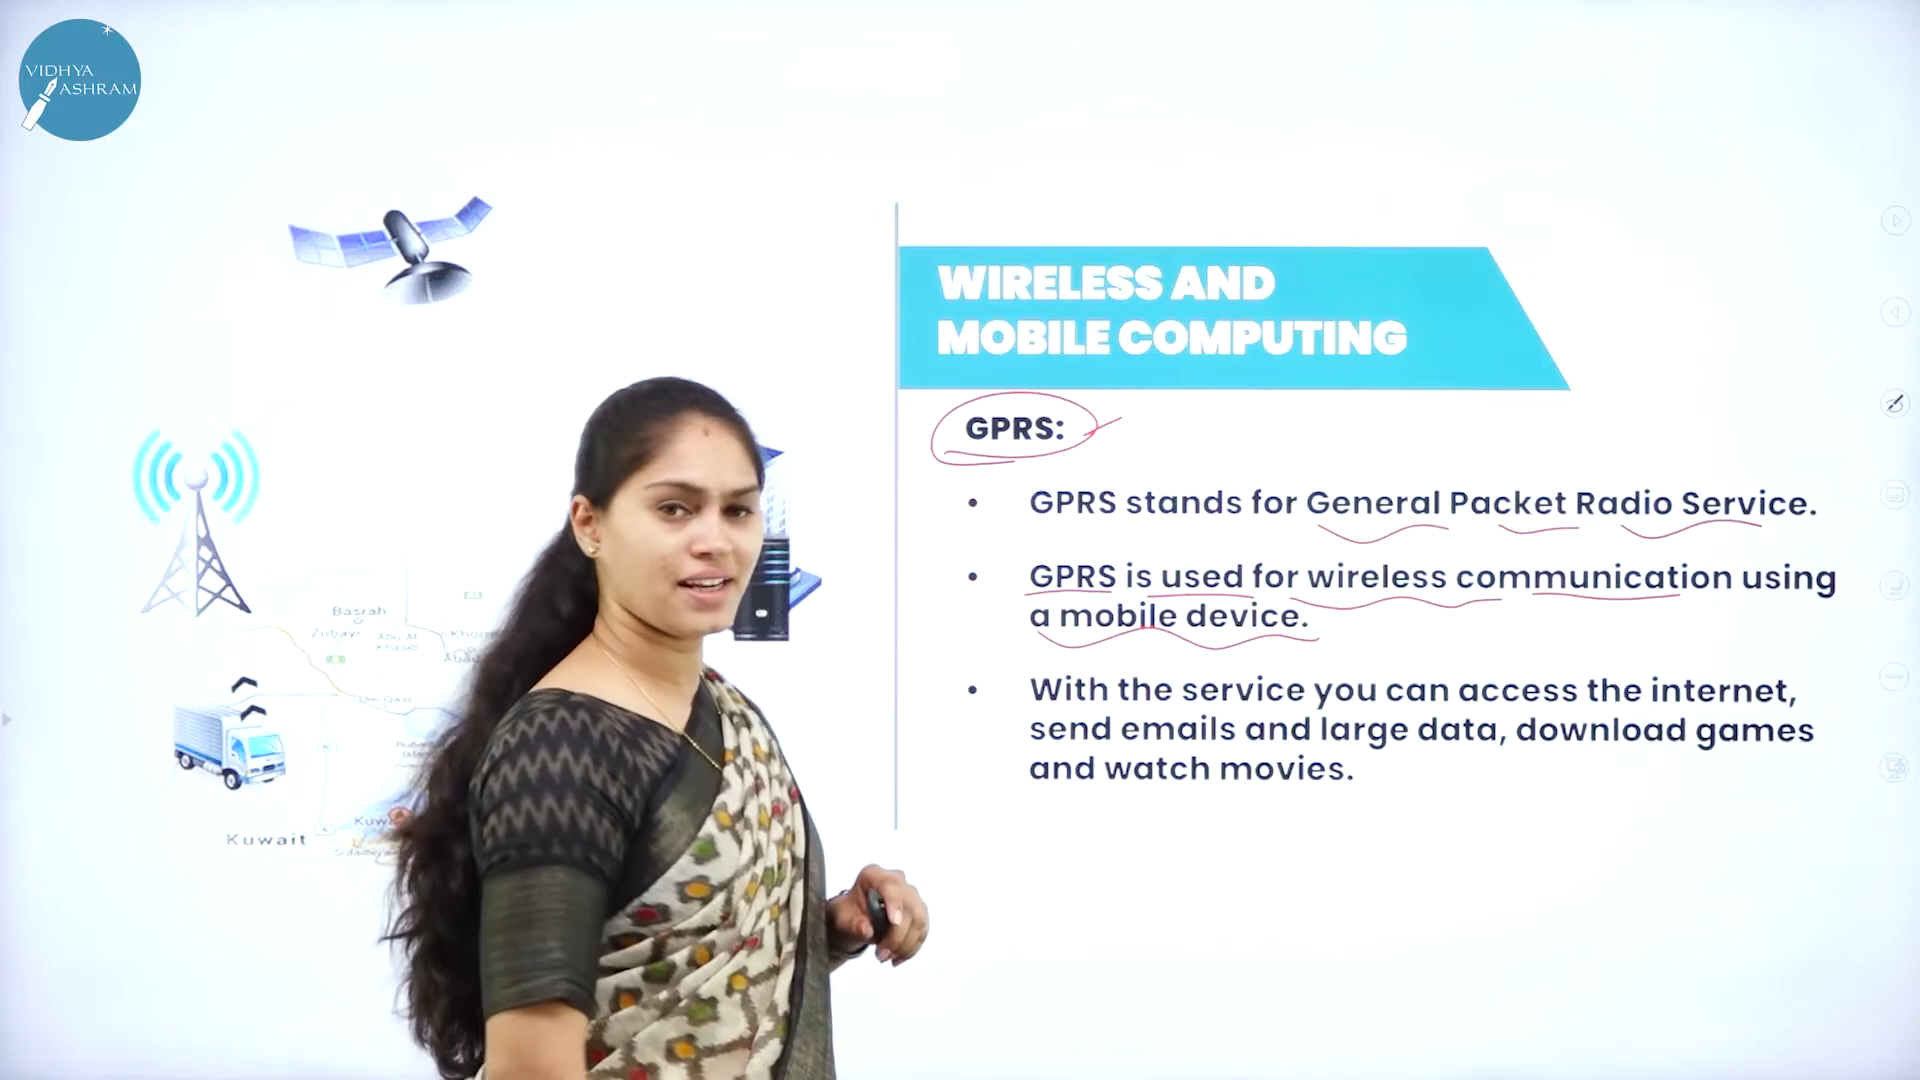 VIDHYA
ASHRAM
WIRELESS AND
MOBILE COMPUTING
GPRS:
• GPRS stands for General Packet Radio Service.
• GPRS is used for wireless communication using
a mobile device.
• With the service you can access the internet,
send emails and large data, download games
and watch movies.
Basrah
Zubayr
Kuwait